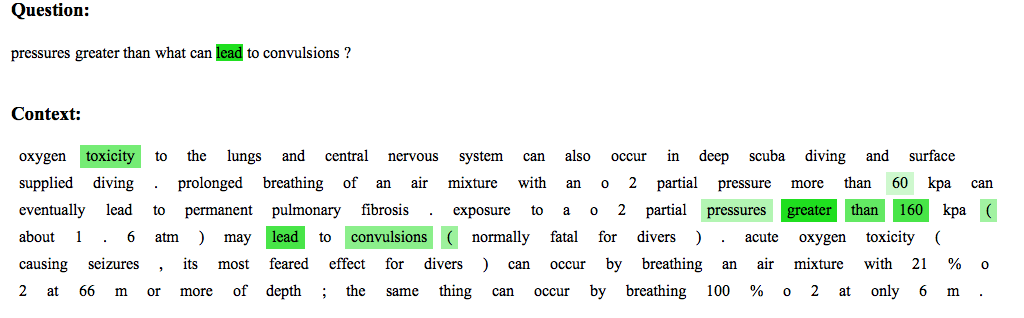 Question:
pressures greater than what can lead to convulsions ?
Context:
oxygen toxicity to the lungs and central nervous system can also occur in deep scuba diving and surface
supplied diving . prolonged breathing of an air mixture with an o 2 partial pressure more than 60 kpa can
eventually lead to permanent pulmonary fibrosis . exposure to a o 2 partial pressures greater than 160 kpa (
about 1 . 6 atm ) may lead to convulsions ( normally fatal for divers ) . acute oxygen toxicity (
causing seizures , its most feared effect for divers ) can occur by breathing an air mixture with 21 % o
2 at 66 m or more of depth ; the same thing can occur by breathing 100 % o 2 at only 6 m .